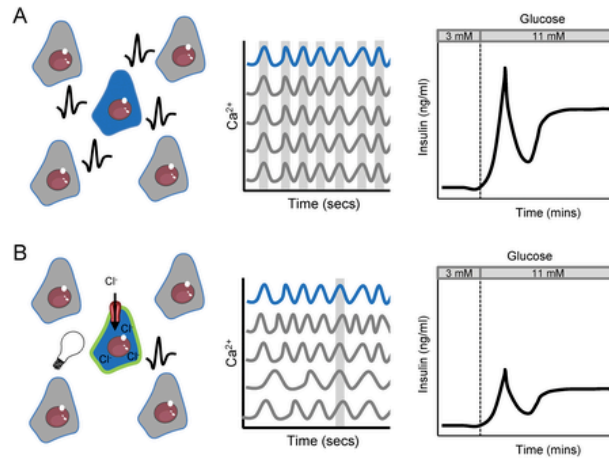 A
Ca²⁺
Time (secs)
Glucose
3 mM
11 mM
Insulin (ng/ml)
Time (mins)
B
Cl⁻
Cl⁻
Cl⁻
Cl⁻
Ca²⁺
Time (secs)
Glucose
3 mM
11 mM
Insulin (ng/ml)
Time (mins)